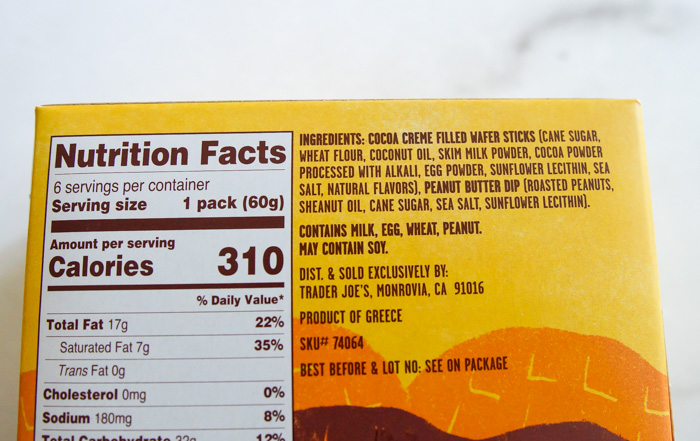 Nutrition Facts
6 servings per container
Serving size 1 pack (60g)
Amount per serving
Calories 310
% Daily Value*
Total Fat 17g 22%
Saturated Fat 7g 35%
Trans Fat 0g
Cholesterol 0mg 0%
Sodium 180mg 8%
Total Carbohydrate 32g 12%
INGREDIENTS: COCOA CREME FILLED WAFER STICKS (CANE SUGAR,
WHEAT FLOUR, COCONUT OIL, SKIM MILK POWDER, COCOA POWDER
PROCESSED WITH ALKALI, EGG POWDER, SUNFLOWER LECITHIN, SEA
SALT, NATURAL FLAVORS), PEANUT BUTTER DIP (ROASTED PEANUTS,
SHEANUT OIL, CANE SUGAR, SEA SALT, SUNFLOWER LECITHIN).
CONTAINS MILK, EGG, WHEAT, PEANUT.
MAY CONTAIN SOY.
DIST. & SOLD EXCLUSIVELY BY:
TRADER JOE'S, MONROVIA, CA 91016
PRODUCT OF GREECE
SKU# 74064
BEST BEFORE & LOT NO: SEE ON PACKAGE